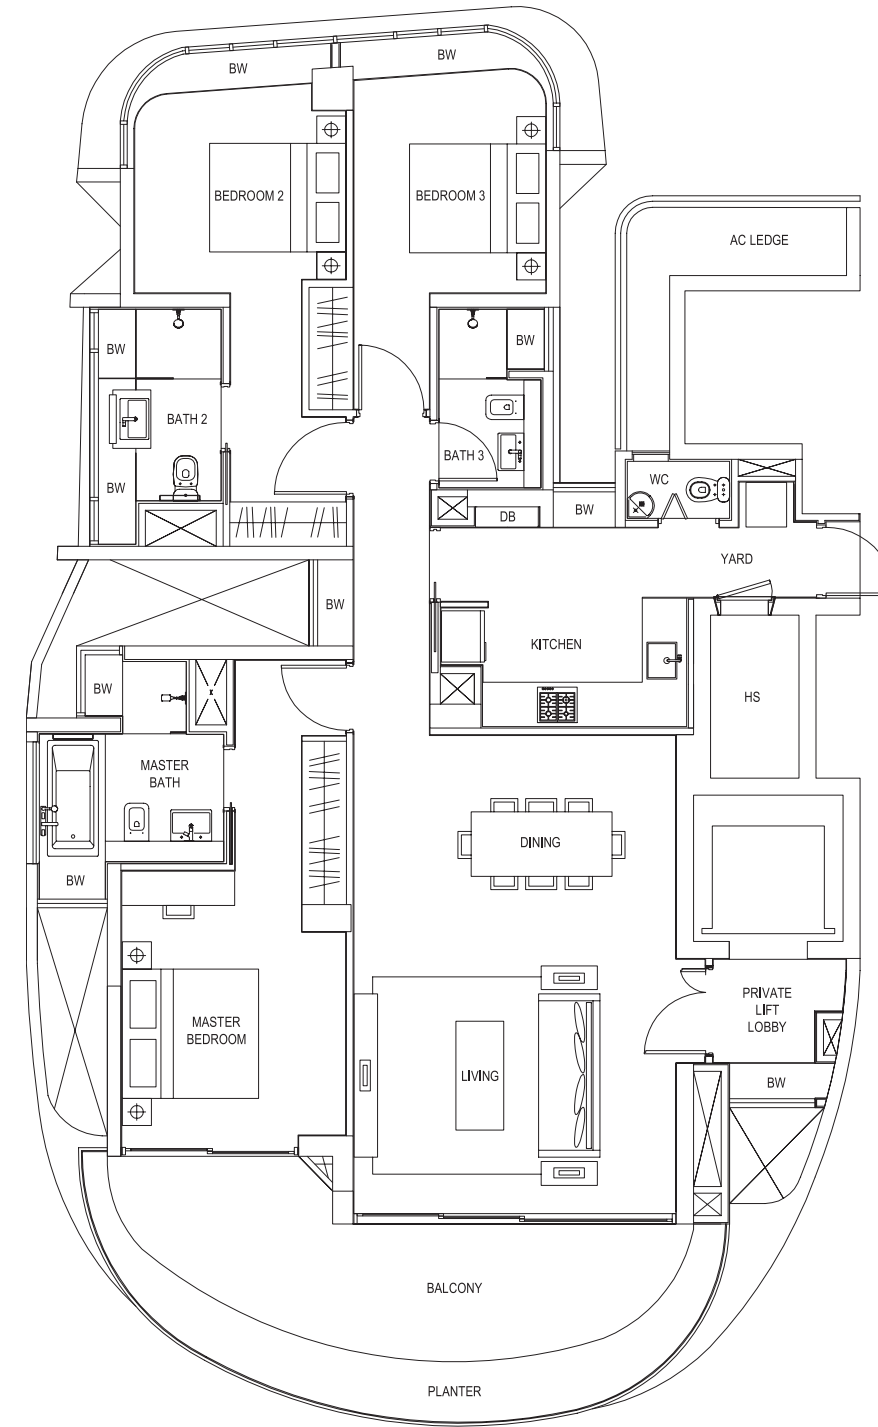 BW
BW
BEDROOM 2
BEDROOM 3
AC LEDGE
BW
BW
BATH 2
BATH 3
WC
BW
DB
BW
YARD
BW
KITCHEN
BW
HS
MASTER
BATH
DINING
BW
MASTER
BEDROOM
PRIVATE
LIFT
LOBBY
LIVING
BW
BALCONY
PLANTER